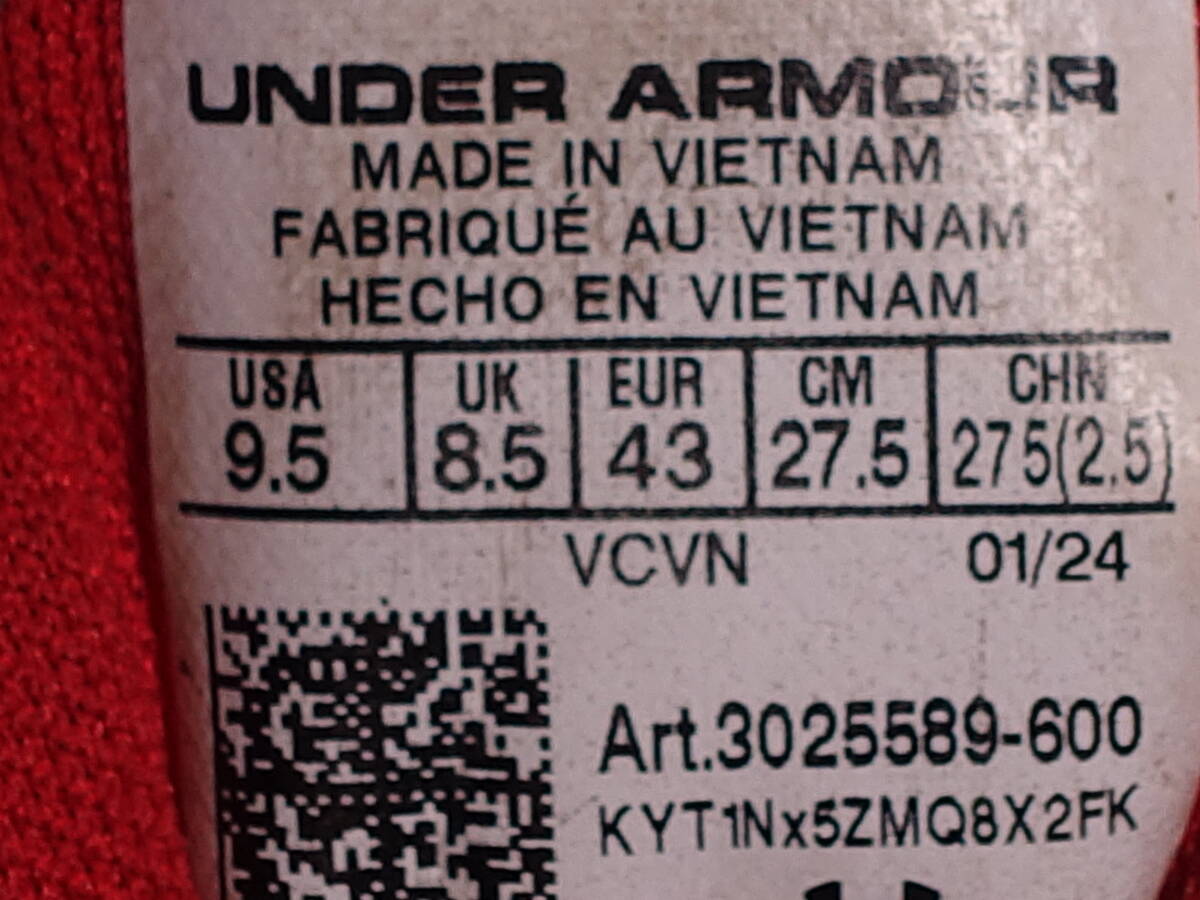 UNDER ARMOUR
MADE IN VIETNAM
FABRIQUÉ AU VIETNAM
HECHO EN VIETNAM
USA UK EUR CM CHN
9.5 8.5 43 27.5 275(2.5)
VCVN 01/24
Art.3025589-600
KYT1Nx5ZMQ8X2FK